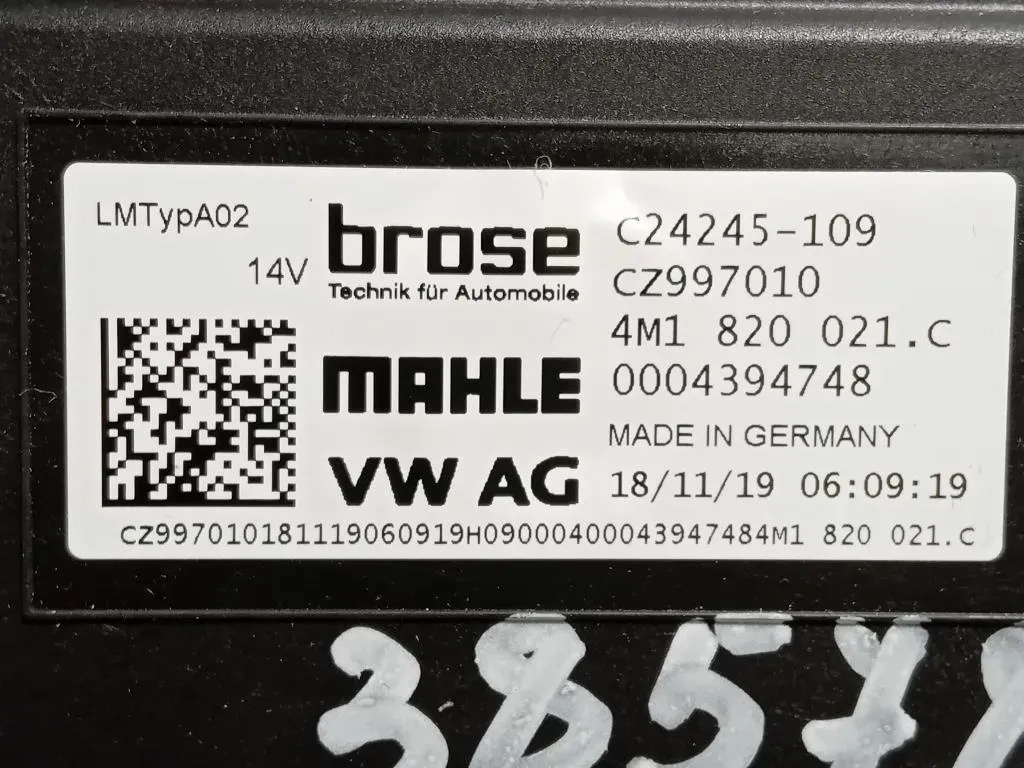 LMTypA02
14V
brose
Technik für Automobile
MAHLE
VW AG
C24245-109
CZ997010
4M1 820 021.C
0004394748
MADE IN GERMANY
18/11/19 06:09:19
CZ997010181119060919H09000400043947484M1 820 021.C